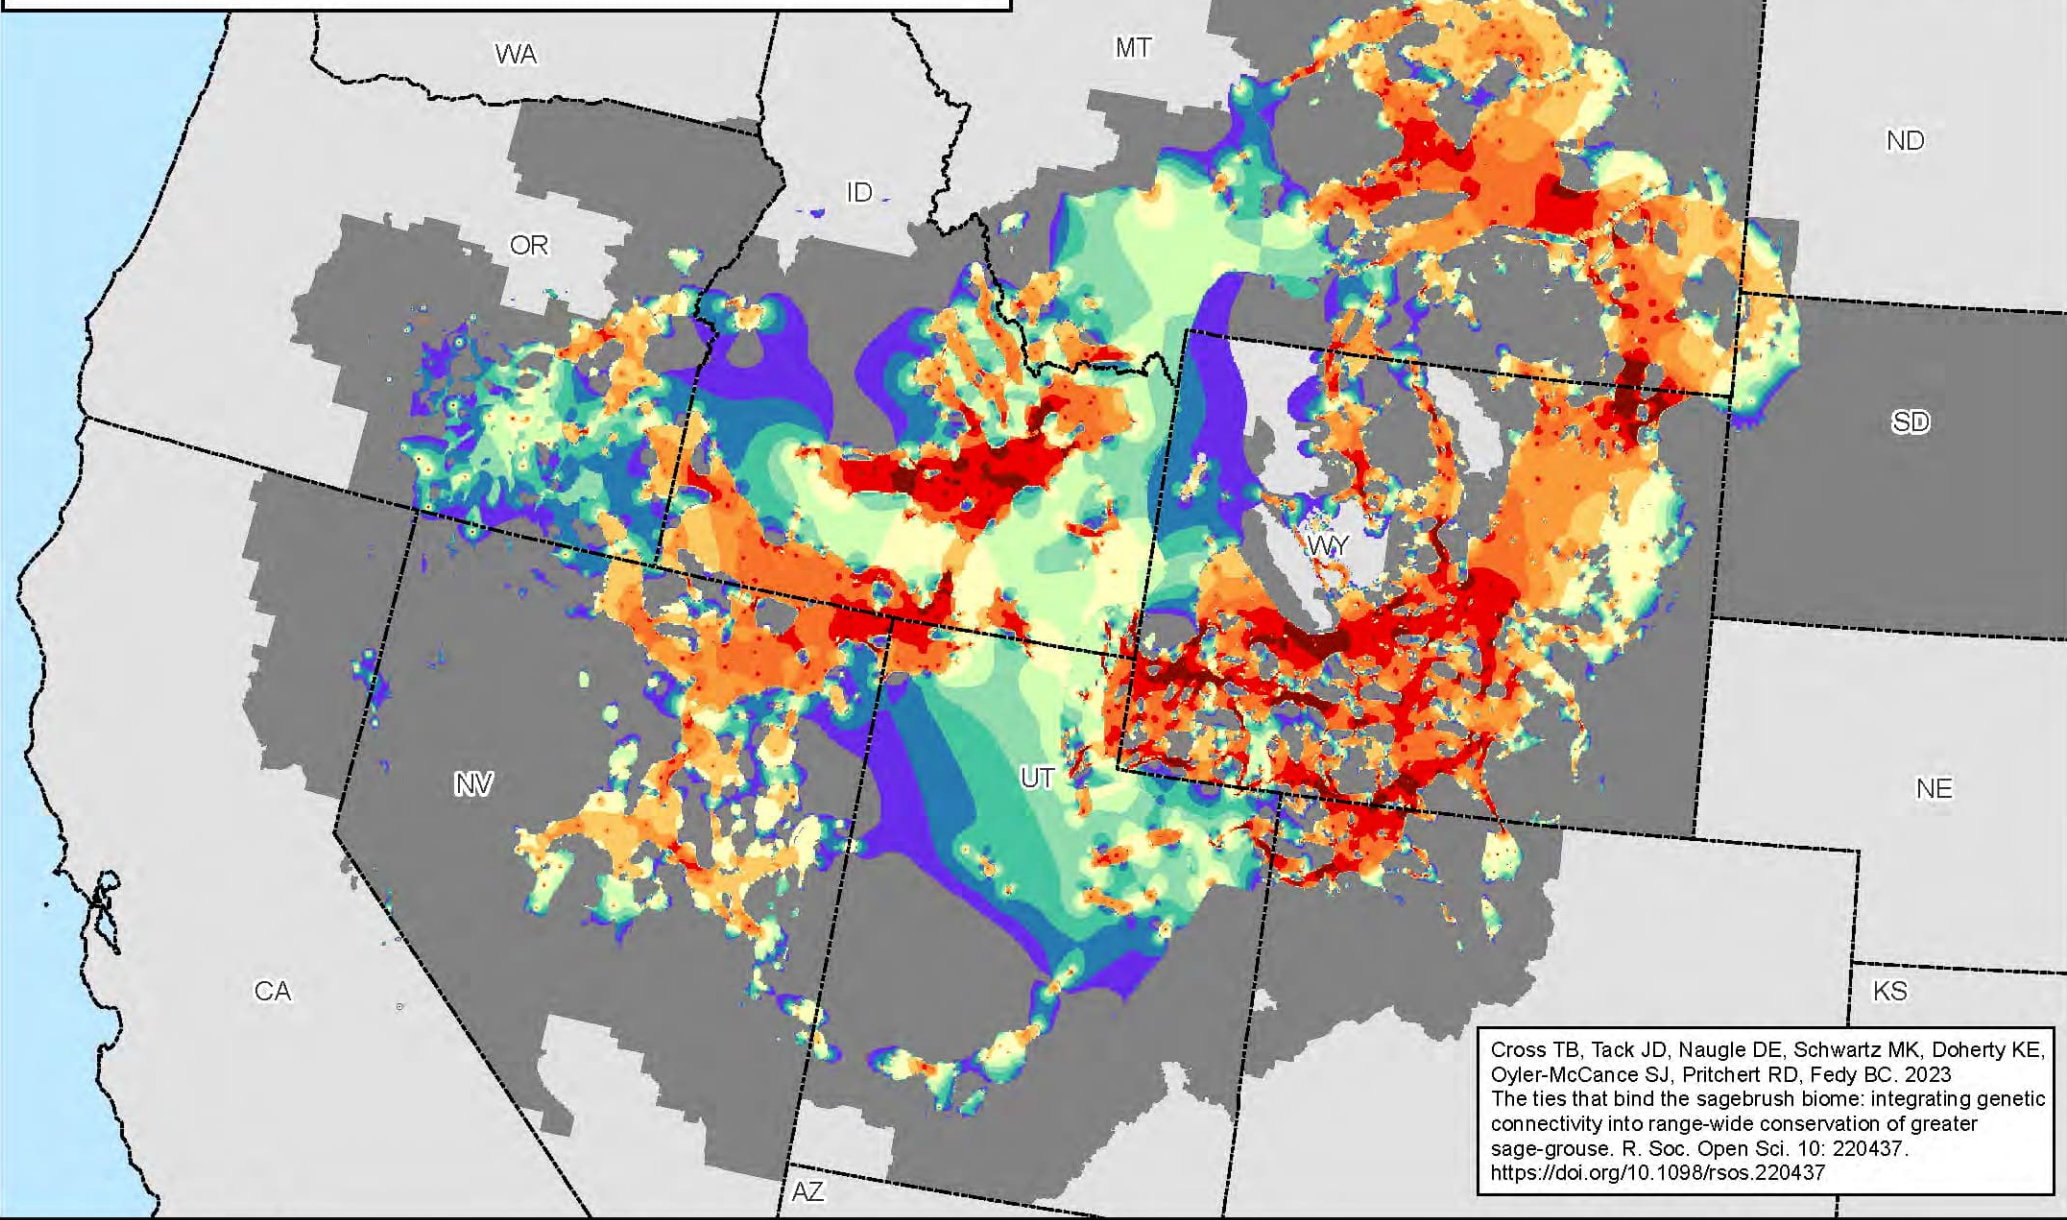 WA
MT
ND
ID
OR
SD
WY
NV
UT
NE
CA
KS
Cross TB, Tack JD, Naugle DE, Schwartz MK, Doherty KE,
Oyler-McCance SJ, Pritchert RD, Fedy BC. 2023
The ties that bind the sagebrush biome: integrating genetic
connectivity into range-wide conservation of greater
sage-grouse. R. Soc. Open Sci. 10: 220437.
https://doi.org/10.1098/rsos.220437
AZ